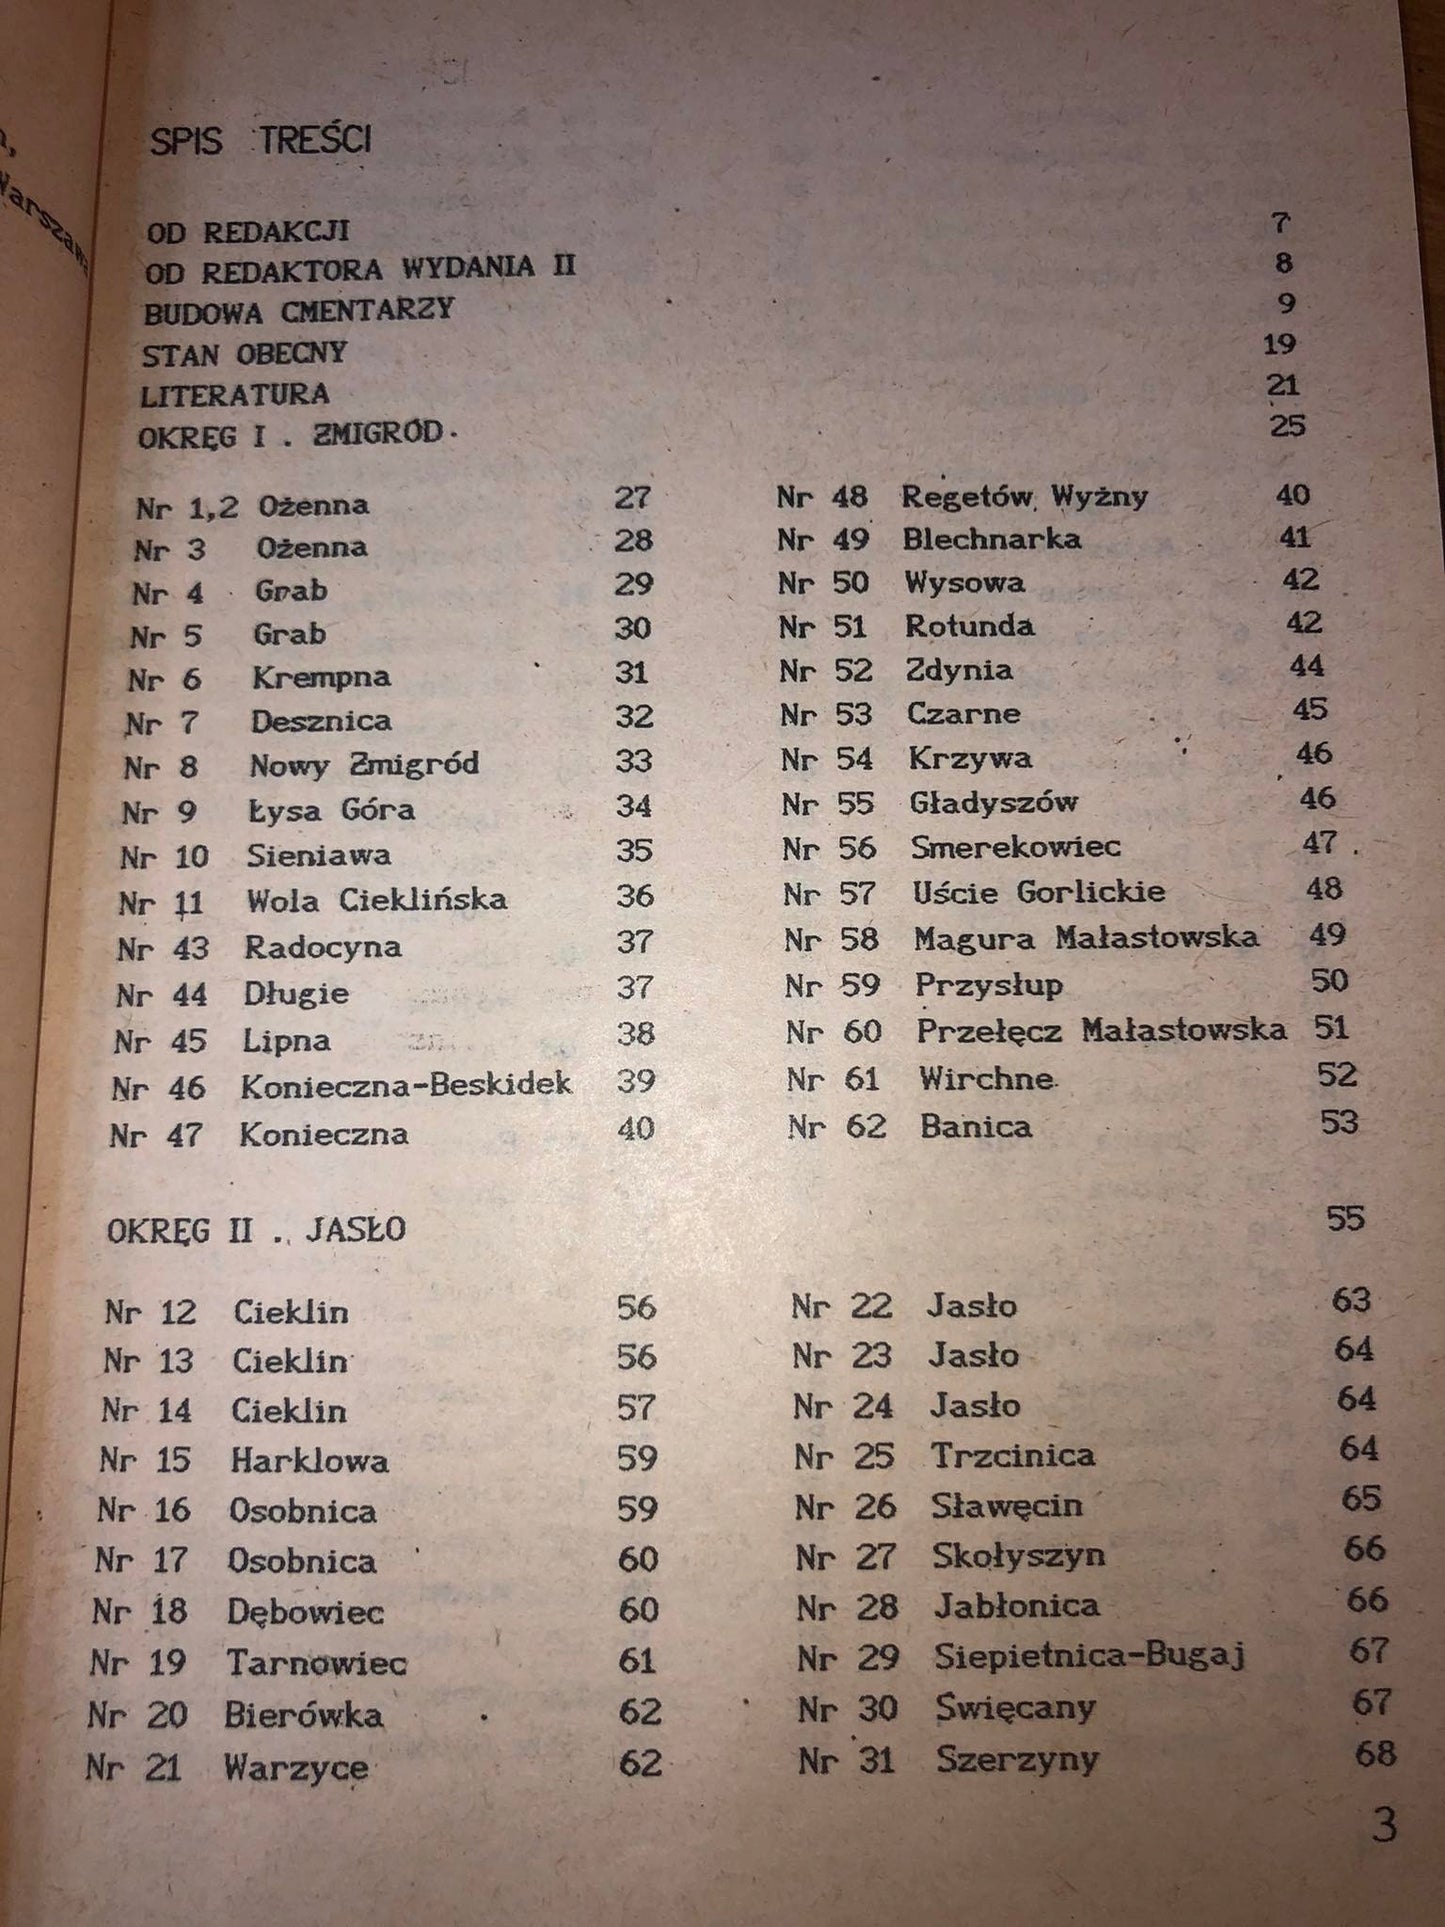 Warszaw
SPIS TREŚCI
OD REDAKCJI 7
OD REDAKTORA WYDANIA II 8
BUDOWA CMENTARZY 9
STAN OBECNY 19
LITERATURA 21
OKRĘG I . ŻMIGRÓD 25
Nr 1,2 Ożenna 27
Nr 3 Ożenna 28
Nr 4 Grab 29
Nr 5 Grab 30
Nr 6 Krempna 31
Nr 7 Desznica 32
Nr 8 Nowy Żmigród 33
Nr 9 Łysa Góra 34
Nr 10 Sieniawa 35
Nr 11 Wola Cieklińska 36
Nr 43 Radocyna 37
Nr 44 Długie 37
Nr 45 Lipna 38
Nr 46 Konieczna-Beskidek 39
Nr 47 Konieczna 40
Nr 48 Regetów Wyżny 40
Nr 49 Blechnarka 41
Nr 50 Wysowa 42
Nr 51 Rotunda 42
Nr 52 Zdynia 44
Nr 53 Czarne 45
Nr 54 Krzywa 46
Nr 55 Gładyszów 46
Nr 56 Smerekowiec 47
Nr 57 Uście Gorlickie 48
Nr 58 Magura Małastowska 49
Nr 59 Przysłup 50
Nr 60 Przełęcz Małastowska 51
Nr 61 Wirchne 52
Nr 62 Banica 53
OKRĘG II . JASŁO 55
Nr 12 Cieklin 56
Nr 13 Cieklin 56
Nr 14 Cieklin 57
Nr 15 Harklowa 59
Nr 16 Osobnica 59
Nr 17 Osobnica 60
Nr 18 Dębowiec 60
Nr 19 Tarnowiec 61
Nr 20 Bierówka 62
Nr 21 Warzyce 62
Nr 22 Jasło 63
Nr 23 Jasło 64
Nr 24 Jasło 64
Nr 25 Trzcinica 64
Nr 26 Sławęcin 65
Nr 27 Skołyszyn 66
Nr 28 Jabłonica 66
Nr 29 Siepietnica-Bugaj 67
Nr 30 Święcany 67
Nr 31 Szerzyny 68
3